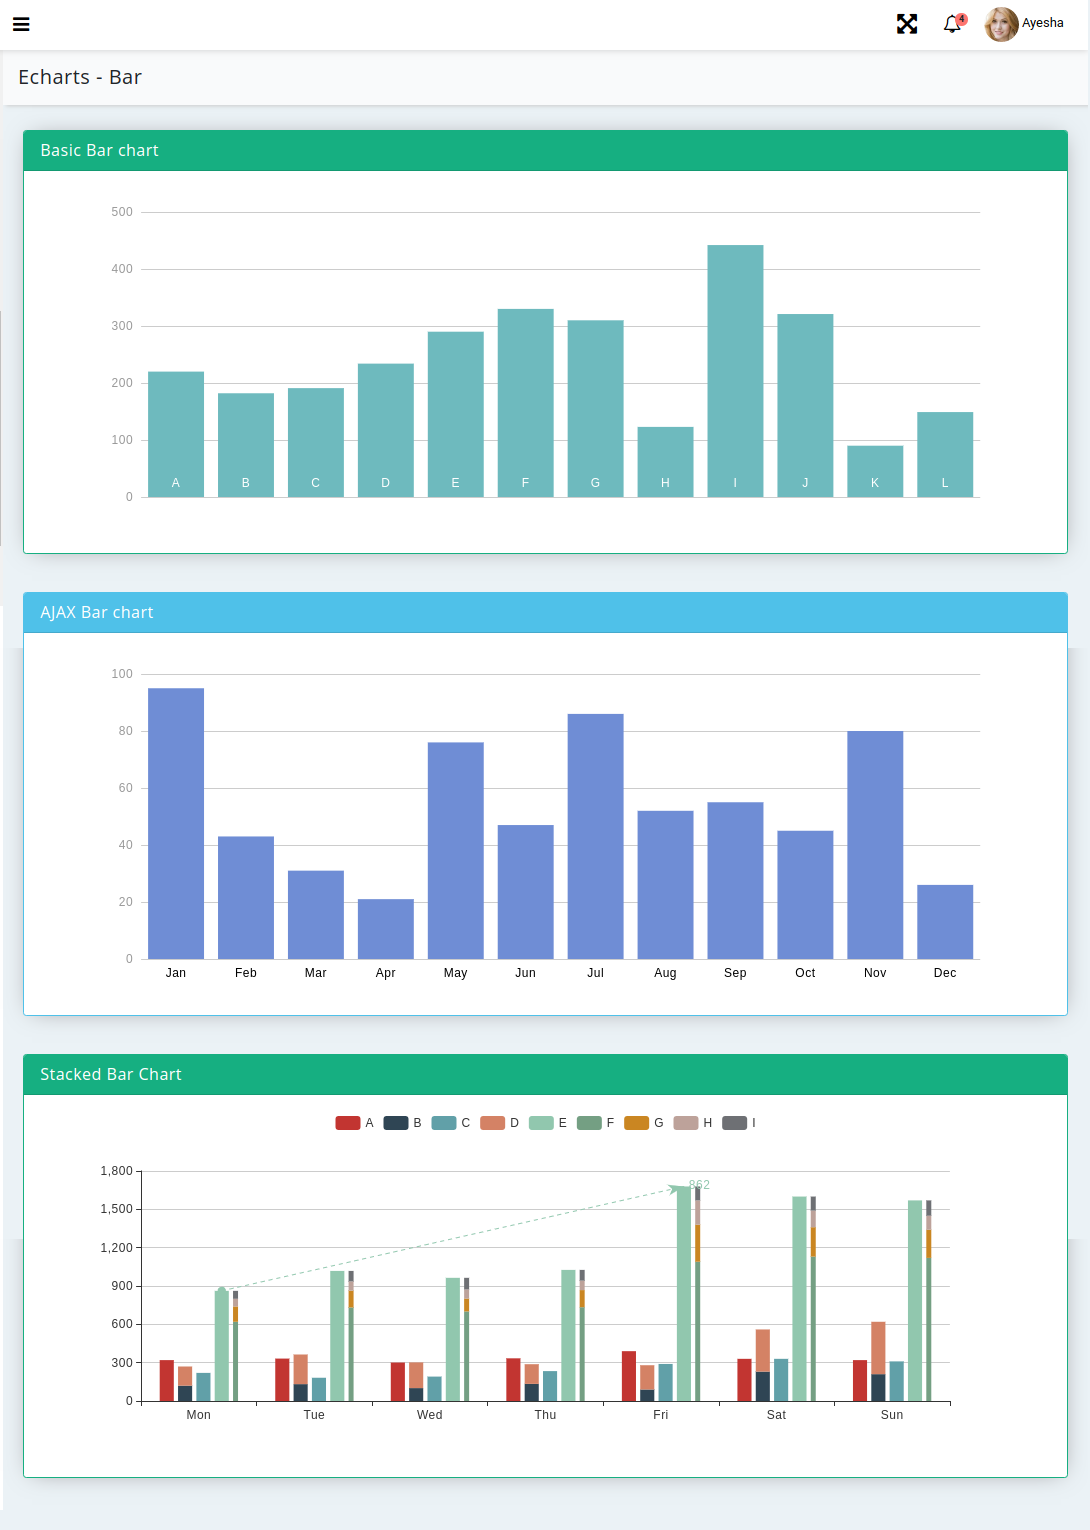 4 Ayesha
Echarts - Bar
Basic Bar chart
500
400
300
200
100
0
A B C D E F G H I J K L
AJAX Bar chart
100
80
60
40
20
0
Jan Feb Mar Apr May Jun Jul Aug Sep Oct Nov Dec
Stacked Bar Chart
A B C D E F G H I
1,800
862
1,500
1,200
900
600
300
0
Mon Tue Wed Thu Fri Sat Sun